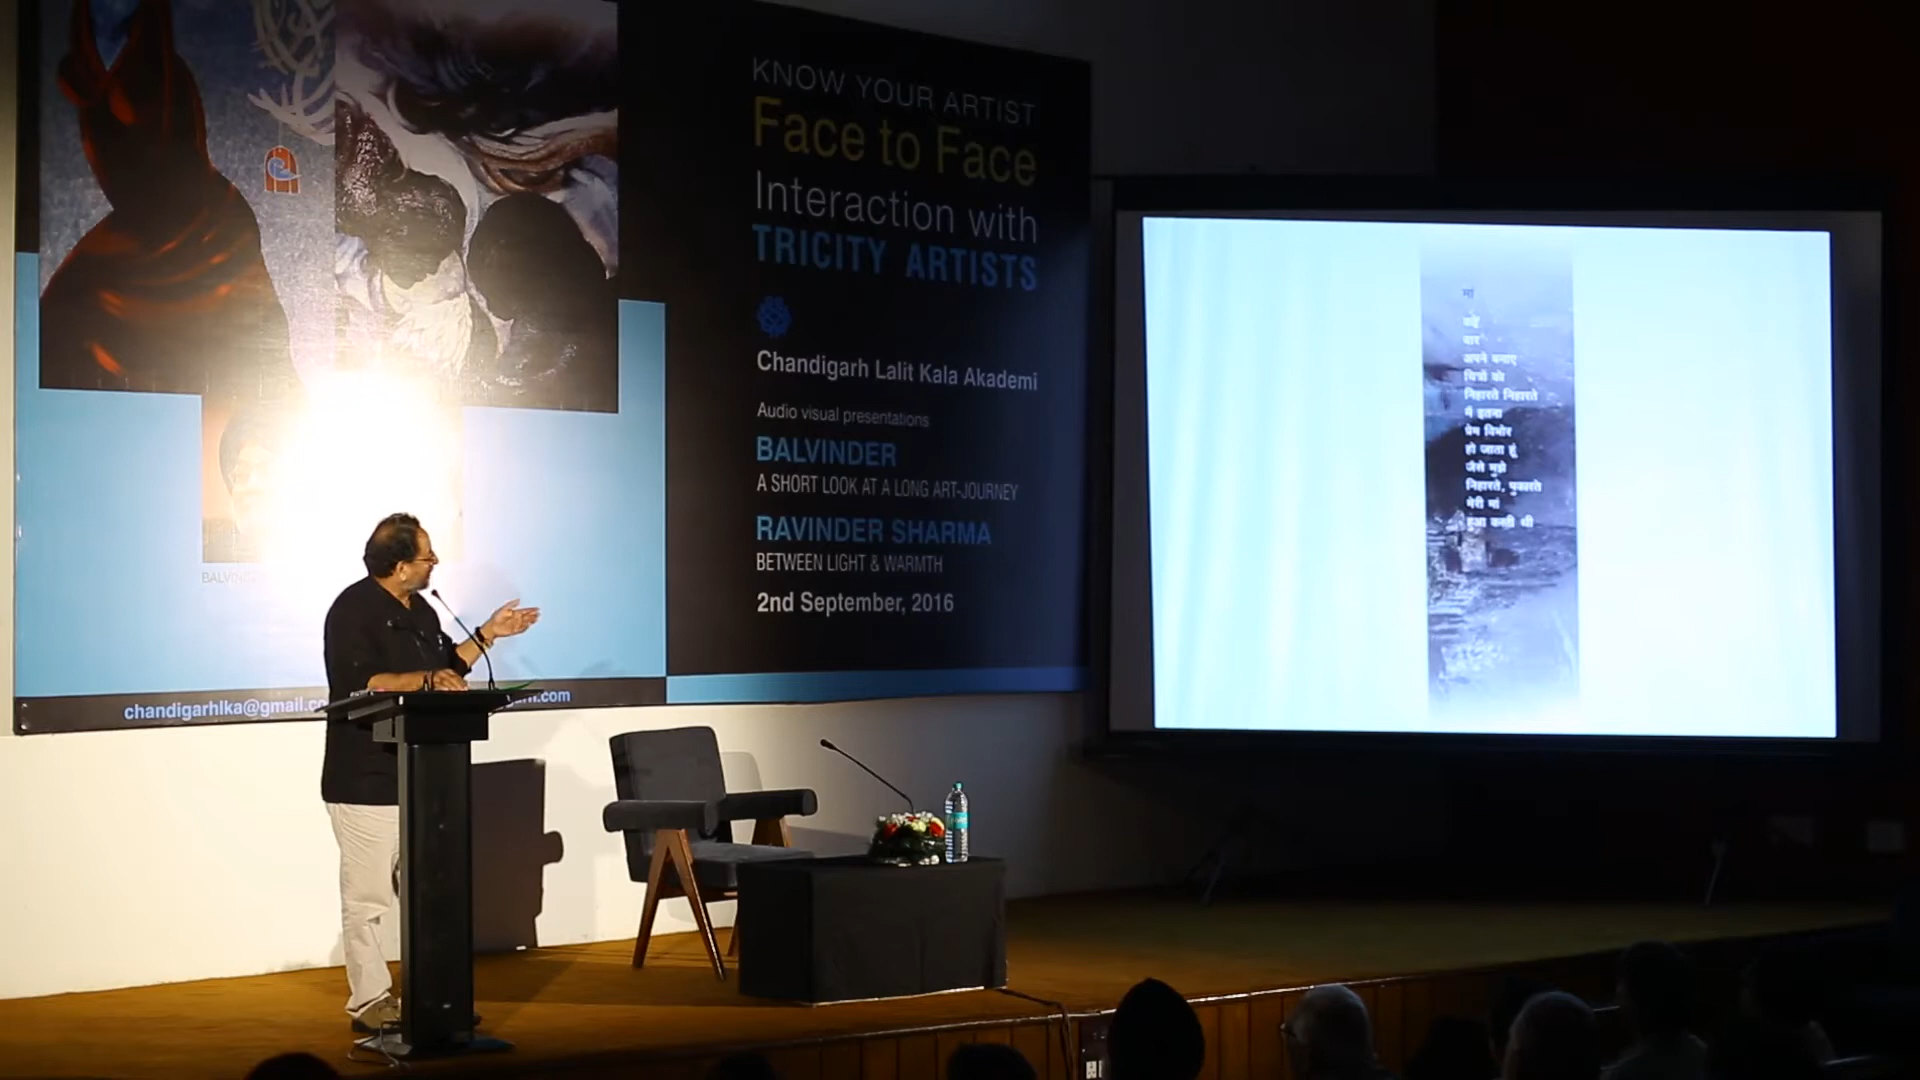 KNOW YOUR ARTIST
Face to Face
Interaction with
TRICITY ARTISTS
Chandigarh Lalit Kala Akademi
Audio visual presentations
BALVINDER
A SHORT LOOK AT A LONG ART-JOURNEY
RAVINDER SHARMA
BETWEEN LIGHT & WARMTH
2nd September, 2016
chandigarhlka@gmail.co
.com
मां
कई
बार
अपने बनाए
चित्रों को
निहारते निहारते
मैं इतना
प्रेम विभोर
हो जाता हूं
जैसे मुझे
निहारते, पुकारते
मेरी मां
हुआ करती थी